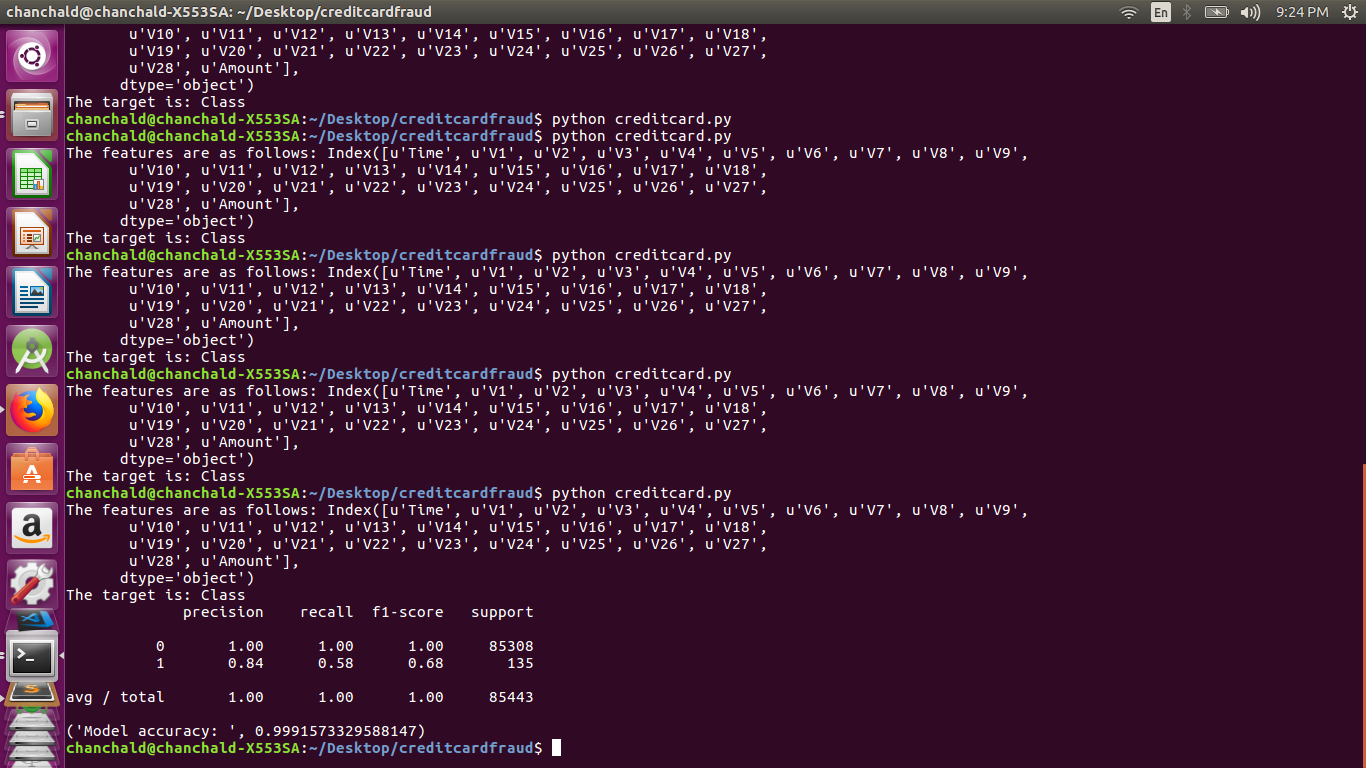 chanchald@chanchald-X553SA: ~/Desktop/creditcardfraud
En
9:24 PM
u'V10', u'V11', u'V12', u'V13', u'V14', u'V15', u'V16', u'V17', u'V18',
u'V19', u'V20', u'V21', u'V22', u'V23', u'V24', u'V25', u'V26', u'V27',
u'V28', u'Amount'],
dtype='object')
The target is: Class
chanchald@chanchald-X553SA:~/Desktop/creditcardfraud$ python creditcard.py
chanchald@chanchald-X553SA:~/Desktop/creditcardfraud$ python creditcard.py
The features are as follows: Index([u'Time', u'V1', u'V2', u'V3', u'V4', u'V5', u'V6', u'V7', u'V8', u'V9',
u'V10', u'V11', u'V12', u'V13', u'V14', u'V15', u'V16', u'V17', u'V18',
u'V19', u'V20', u'V21', u'V22', u'V23', u'V24', u'V25', u'V26', u'V27',
u'V28', u'Amount'],
dtype='object')
The target is: Class
chanchald@chanchald-X553SA:~/Desktop/creditcardfraud$ python creditcard.py
The features are as follows: Index([u'Time', u'V1', u'V2', u'V3', u'V4', u'V5', u'V6', u'V7', u'V8', u'V9',
u'V10', u'V11', u'V12', u'V13', u'V14', u'V15', u'V16', u'V17', u'V18',
u'V19', u'V20', u'V21', u'V22', u'V23', u'V24', u'V25', u'V26', u'V27',
u'V28', u'Amount'],
dtype='object')
The target is: Class
chanchald@chanchald-X553SA:~/Desktop/creditcardfraud$ python creditcard.py
The features are as follows: Index([u'Time', u'V1', u'V2', u'V3', u'V4', u'V5', u'V6', u'V7', u'V8', u'V9',
u'V10', u'V11', u'V12', u'V13', u'V14', u'V15', u'V16', u'V17', u'V18',
u'V19', u'V20', u'V21', u'V22', u'V23', u'V24', u'V25', u'V26', u'V27',
u'V28', u'Amount'],
dtype='object')
The target is: Class
chanchald@chanchald-X553SA:~/Desktop/creditcardfraud$ python creditcard.py
The features are as follows: Index([u'Time', u'V1', u'V2', u'V3', u'V4', u'V5', u'V6', u'V7', u'V8', u'V9',
u'V10', u'V11', u'V12', u'V13', u'V14', u'V15', u'V16', u'V17', u'V18',
u'V19', u'V20', u'V21', u'V22', u'V23', u'V24', u'V25', u'V26', u'V27',
u'V28', u'Amount'],
dtype='object')
The target is: Class
precision recall f1-score support
0 1.00 1.00 1.00 85308
1 0.84 0.58 0.68 135
avg / total 1.00 1.00 1.00 85443
('Model accuracy: ', 0.9991573329588147)
chanchald@chanchald-X553SA:~/Desktop/creditcardfraud$